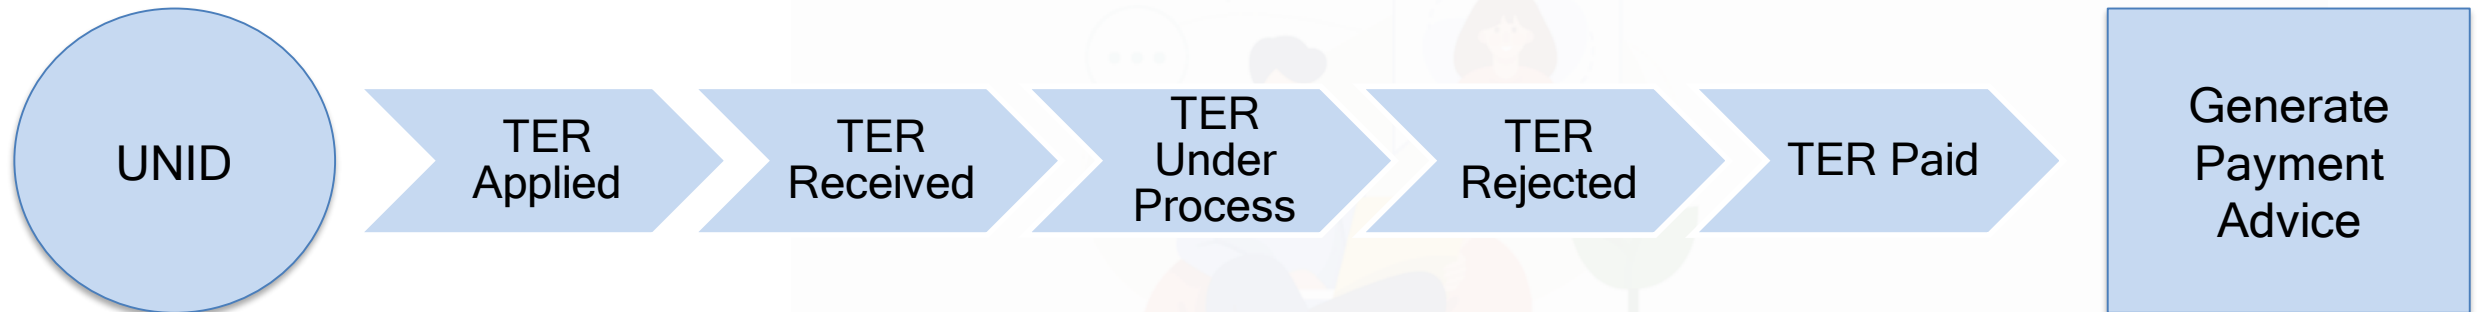 UNID
TER
Applied
TER
Received
TER
Under
Process
TER
Rejected
TER Paid
Generate
Payment
Advice